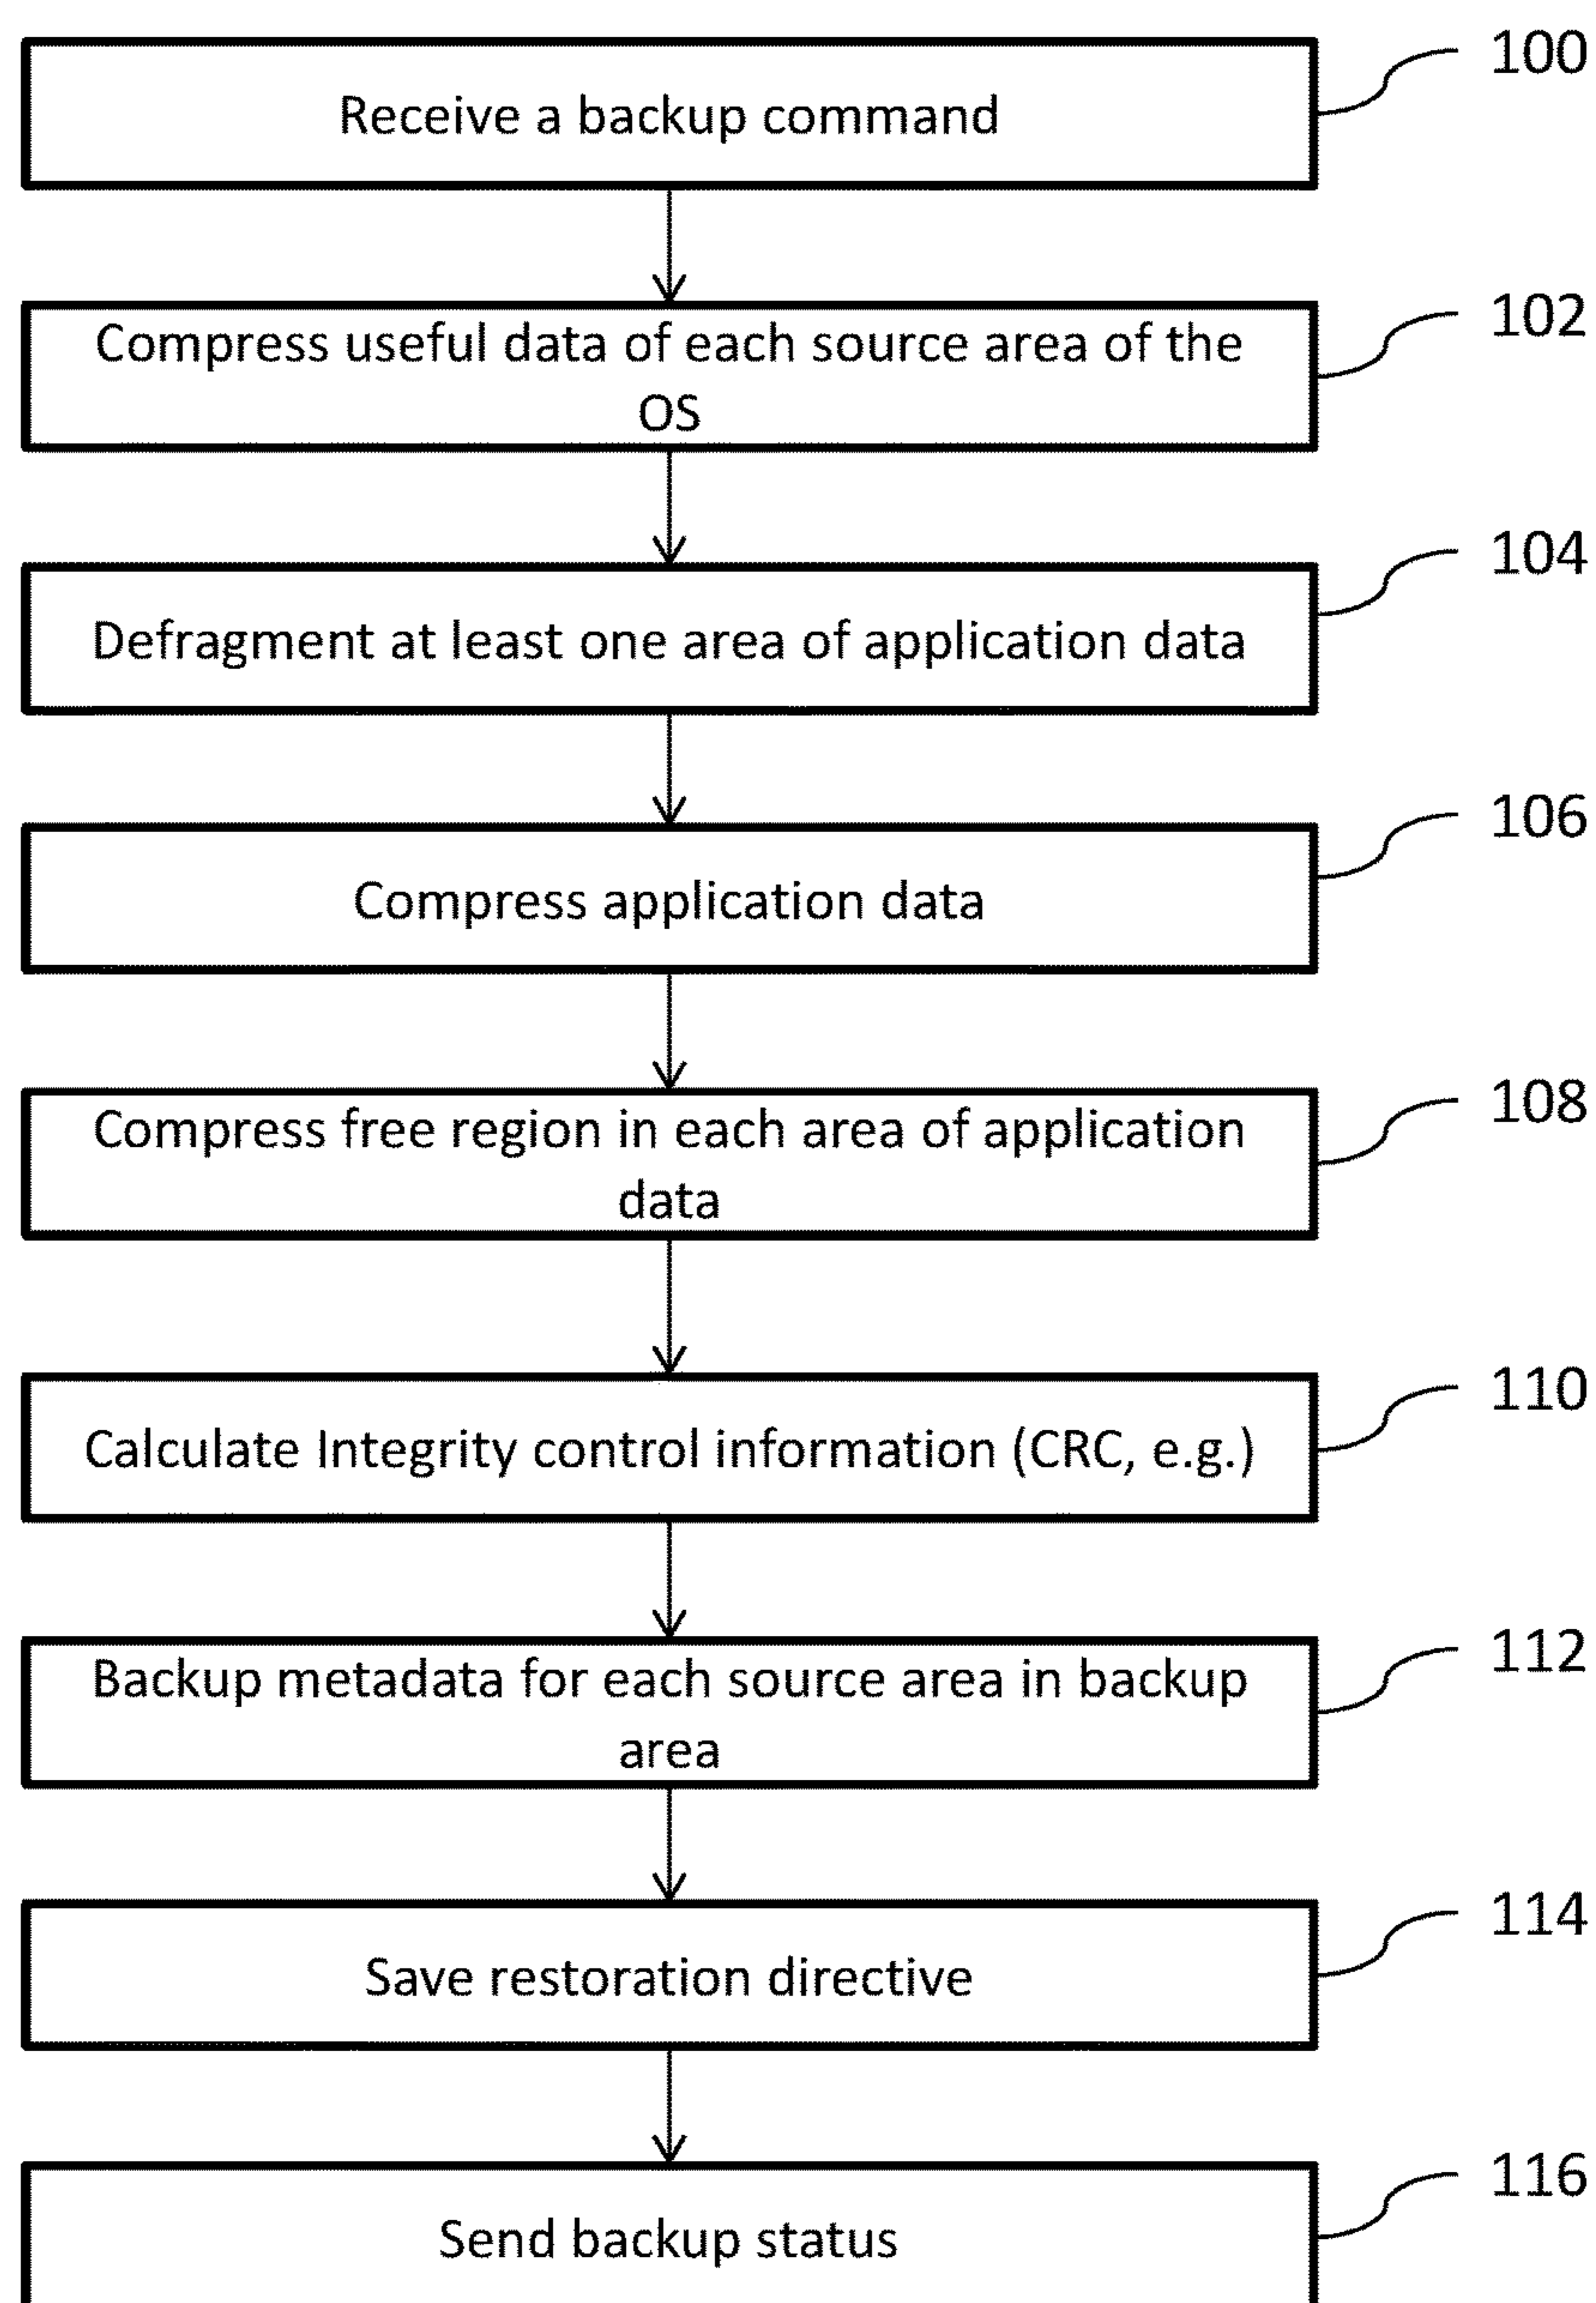 100
Receive a backup command
102
Compress useful data of each source area of the
OS
104
Defragment at least one area of application data
106
Compress application data
108
Compress free region in each area of application
data
110
Calculate Integrity control information (CRC, e.g.)
112
Backup metadata for each source area in backup
area
114
Save restoration directive
116
Send backup status